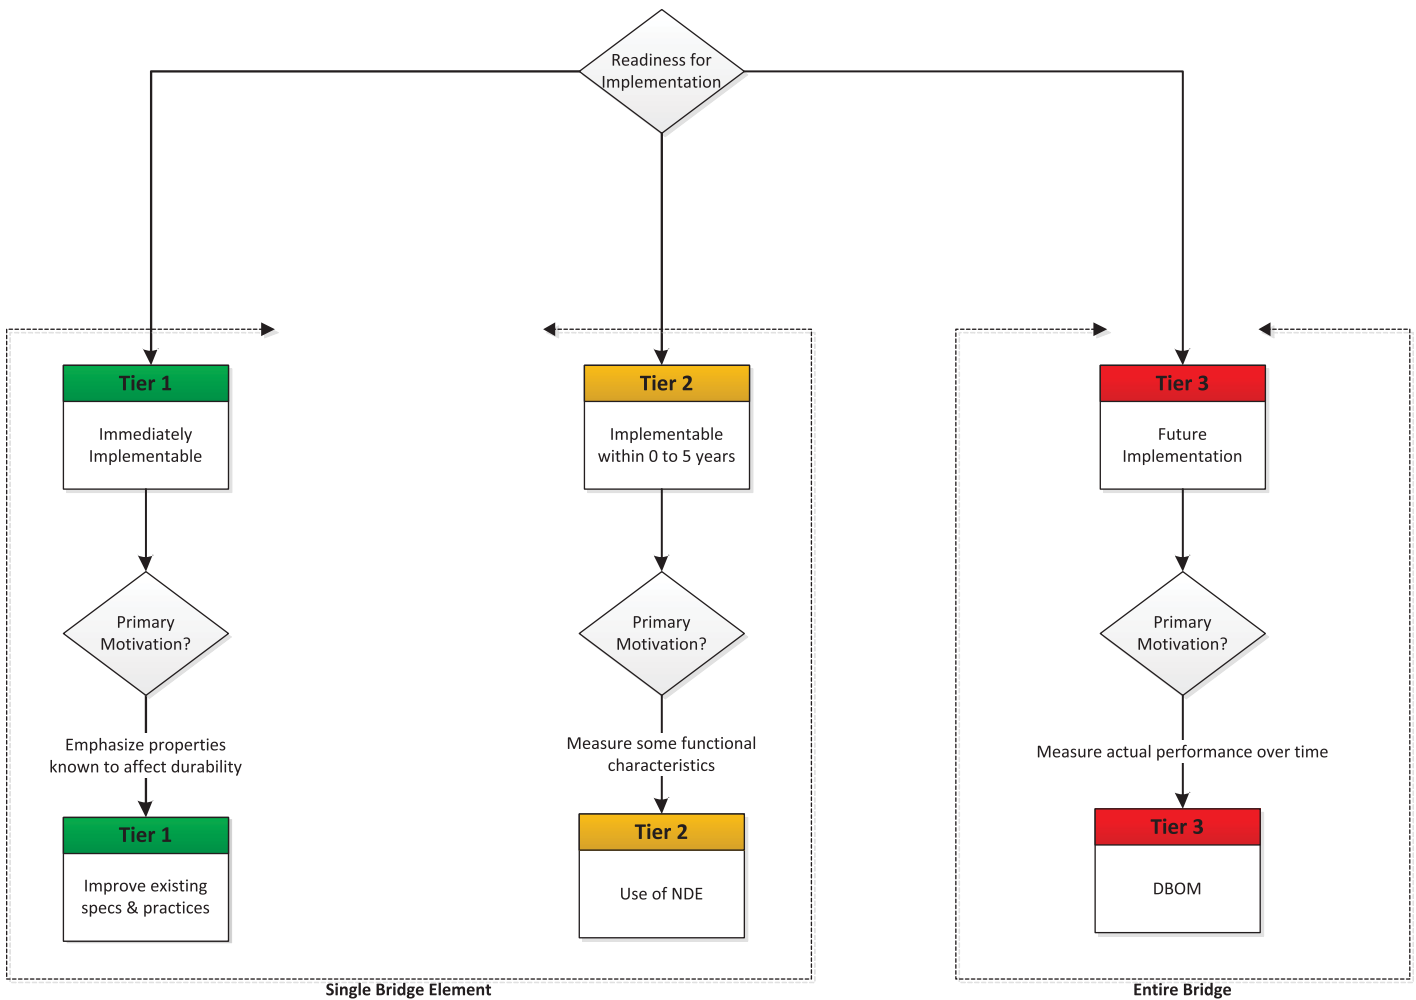 Readiness for
Implementation
Tier 1
Immediately
Implementable
Tier 2
Implementable
within 0 to 5 years
Tier 3
Future
Implementation
Primary
Motivation?
Primary
Motivation?
Primary
Motivation?
Emphasize properties
known to affect durability
Measure some functional
characteristics
Measure actual performance over time
Tier 1
Improve existing
specs & practices
Tier 2
Use of NDE
Tier 3
DBOM
Single Bridge Element
Entire Bridge